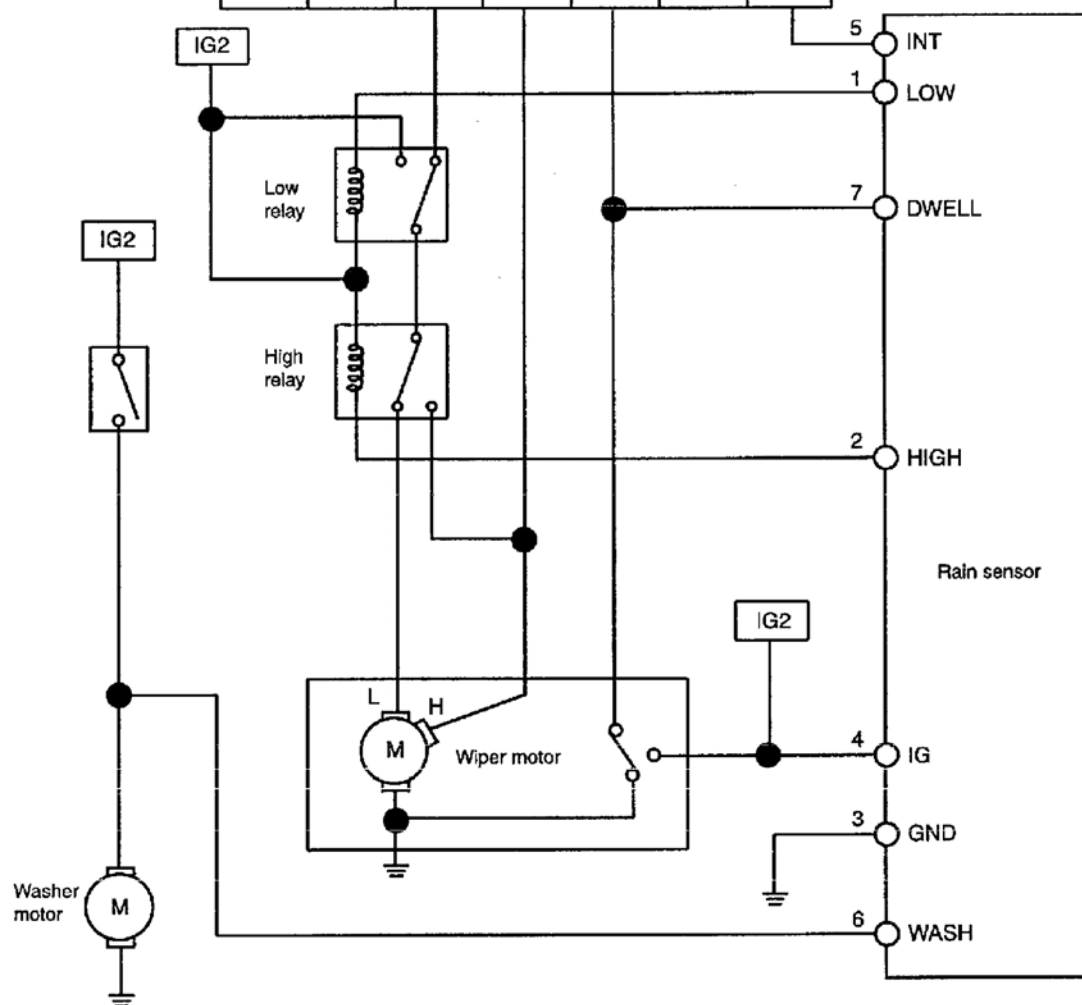 IG2
5
INT
1
LOW
Low
relay
7
DWELL
IG2
High
relay
2
HIGH
Rain sensor
IG2
L
H
M
Wiper motor
4
IG
3
GND
Washer
motor
M
6
WASH